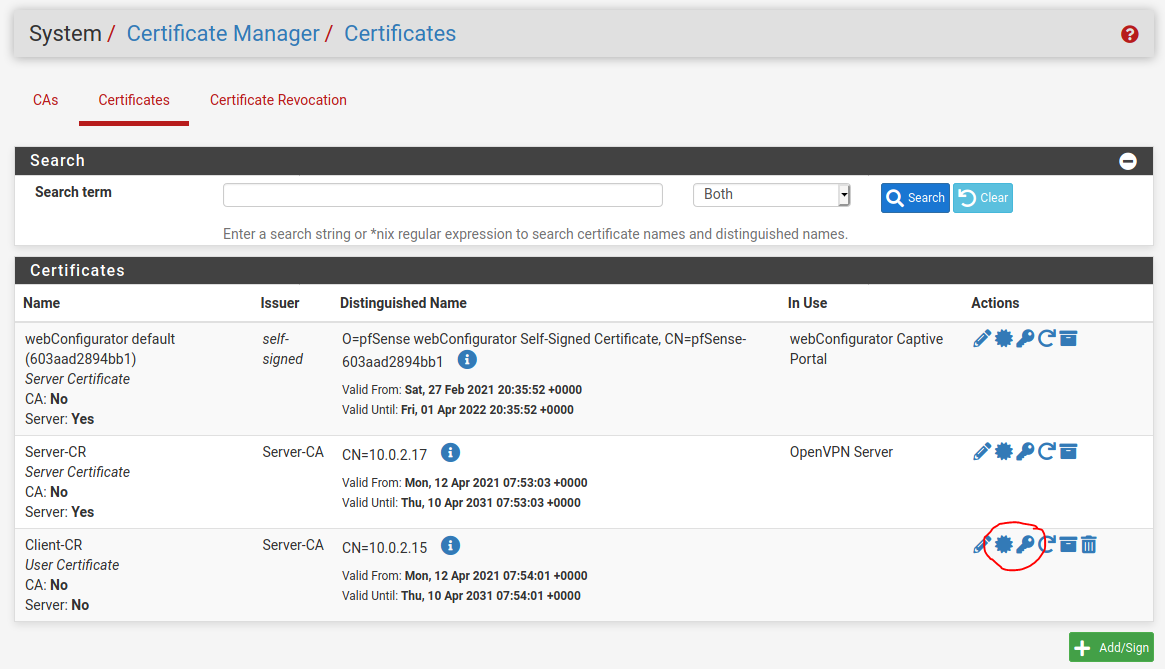 System / Certificate Manager / Certificates
CAs Certificates Certificate Revocation
Search
Search term Both Search Clear
Enter a search string or *nix regular expression to search certificate names and distinguished names.
Certificates
Name Issuer Distinguished Name In Use Actions
webConfigurator default
(603aad2894bb1)
Server Certificate
CA: No
Server: Yes
self-
signed
O=pfSense webConfigurator Self-Signed Certificate, CN=pfSense-
603aad2894bb1
Valid From: Sat, 27 Feb 2021 20:35:52 +0000
Valid Until: Fri, 01 Apr 2022 20:35:52 +0000
webConfigurator Captive
Portal
Server-CR
Server Certificate
CA: No
Server: Yes
Server-CA
CN=10.0.2.17
Valid From: Mon, 12 Apr 2021 07:53:03 +0000
Valid Until: Thu, 10 Apr 2031 07:53:03 +0000
OpenVPN Server
Client-CR
User Certificate
CA: No
Server: No
Server-CA
CN=10.0.2.15
Valid From: Mon, 12 Apr 2021 07:54:01 +0000
Valid Until: Thu, 10 Apr 2031 07:54:01 +0000
Add/Sign